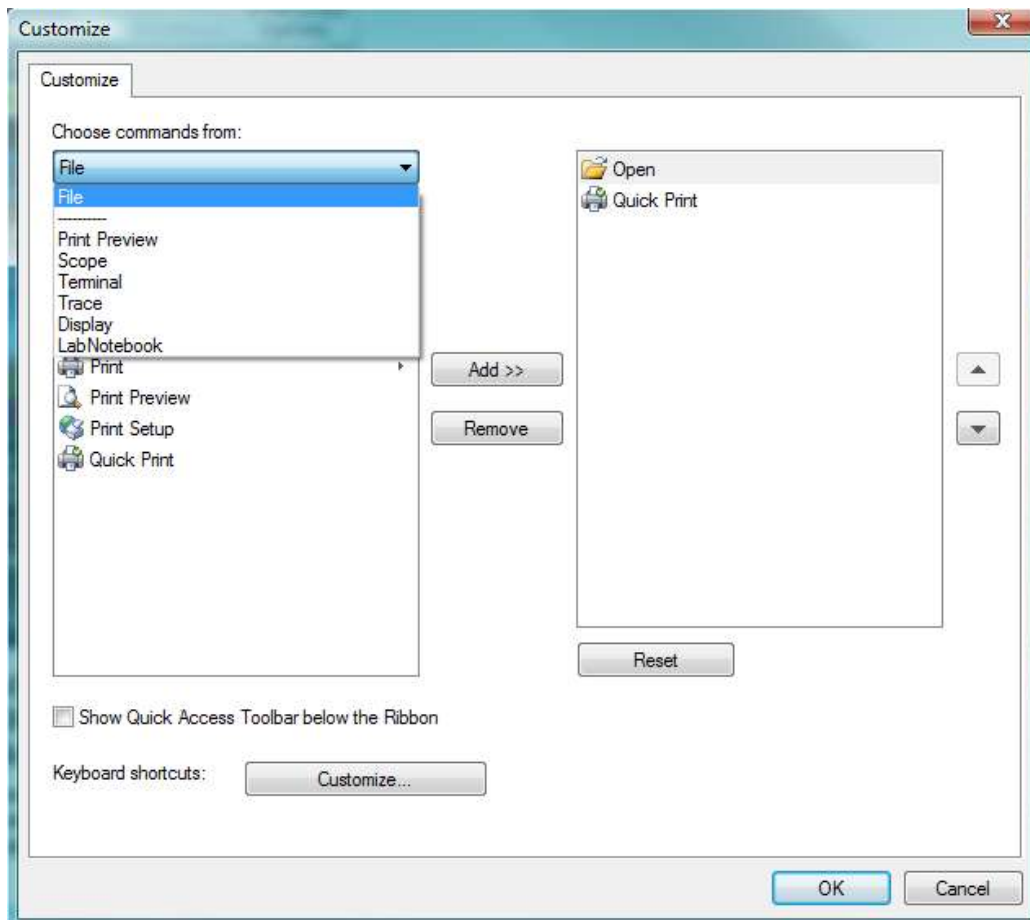 Customize
Customize
Choose commands from:
File
File
----------
Print Preview
Scope
Terminal
Trace
Display
LabNotebook
Print
Print Preview
Print Setup
Quick Print
Add >>
Remove
Open
Quick Print
Reset
Show Quick Access Toolbar below the Ribbon
Keyboard shortcuts:
Customize...
OK
Cancel